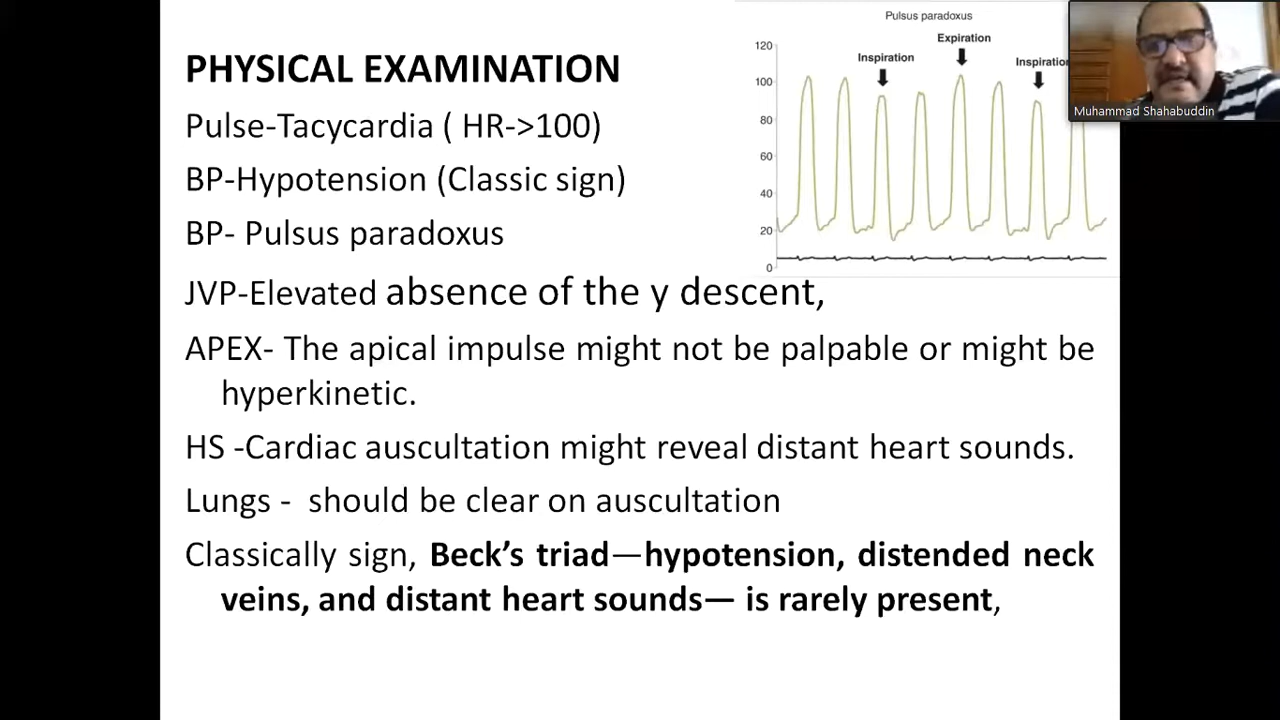 Pulsus paradoxus
PHYSICAL EXAMINATION
Expiration
Inspiration
Inspiration
120
100
80
60
40
20
0
Muhammad Shahabuddin
Pulse-Tacycardia ( HR->100)
BP-Hypotension (Classic sign)
BP- Pulsus paradoxus
JVP-Elevated absence of the y descent,
APEX- The apical impulse might not be palpable or might be
hyperkinetic.
HS -Cardiac auscultation might reveal distant heart sounds.
Lungs - should be clear on auscultation
Classically sign, Beck’s triad—hypotension, distended neck
veins, and distant heart sounds— is rarely present,